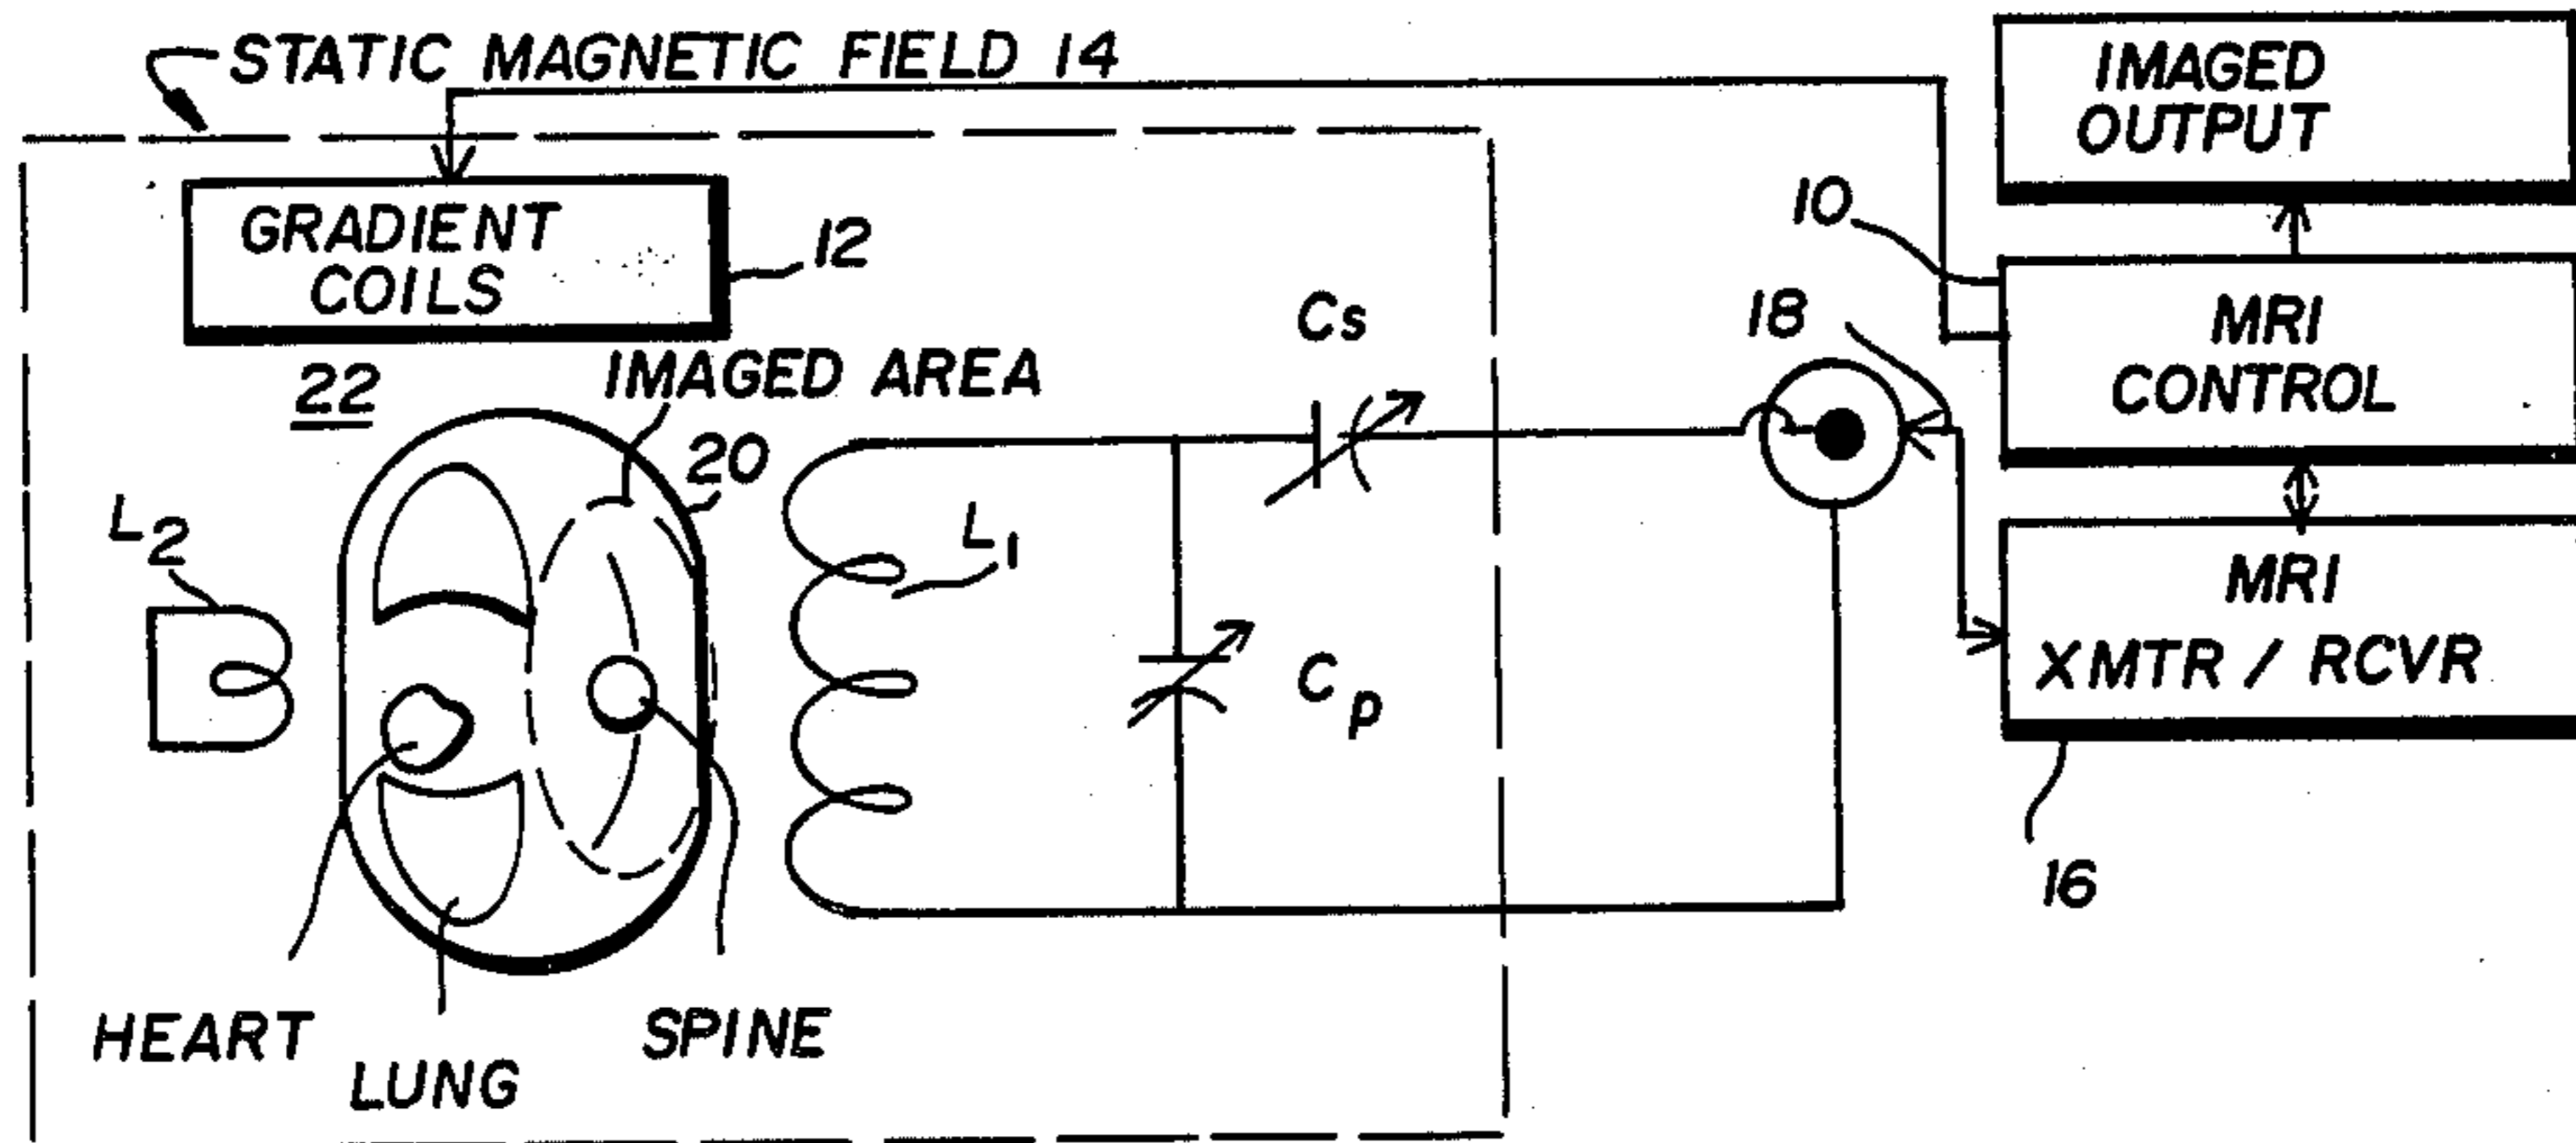 STATIC MAGNETIC FIELD 14
IMAGED
OUTPUT
GRADIENT
COILS
12
10
MRI
CONTROL
18
Cs
22
IMAGED AREA
20
L2
L1
Cp
MRI
XMTR / RCVR
16
HEART
LUNG
SPINE